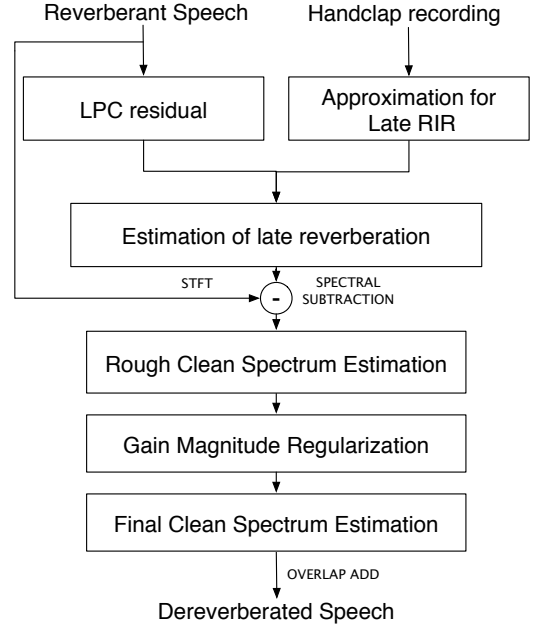 Reverberant Speech
Handclap recording
LPC residual
Approximation for
Late RIR
Estimation of late reverberation
STFT
SPECTRAL
SUBTRACTION
-
Rough Clean Spectrum Estimation
Gain Magnitude Regularization
Final Clean Spectrum Estimation
OVERLAP ADD
Dereverberated Speech